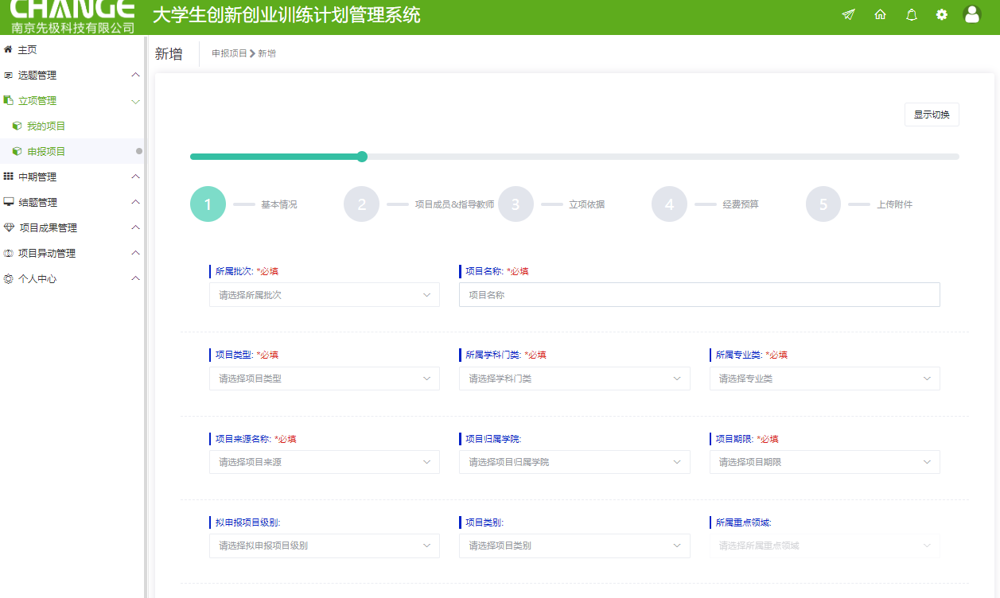 CHANGE
南京先极科技有限公司
大学生创新创业训练计划管理系统
主页
选题管理
立项管理
我的项目
申报项目
中期管理
结题管理
项目成果管理
项目异动管理
个人中心
新增
申报项目 新增
显示切换
1 基本情况 2 项目成员&指导教师 3 立项依据 4 经费预算 5 上传附件
所属批次: *必填 项目名称: *必填
请选择所属批次 项目名称
项目类型: *必填 所属学科门类: *必填 所属专业类: *必填
请选择项目类型 请选择学科门类 请选择专业类
项目来源名称: *必填 项目归属学院: 项目期限: *必填
请选择项目来源 请选择项目归属学院 请选择项目期限
拟申报项目级别: 项目类别: 所属重点领域:
请选择拟申报项目级别 请选择项目类别 请选择所属重点领域